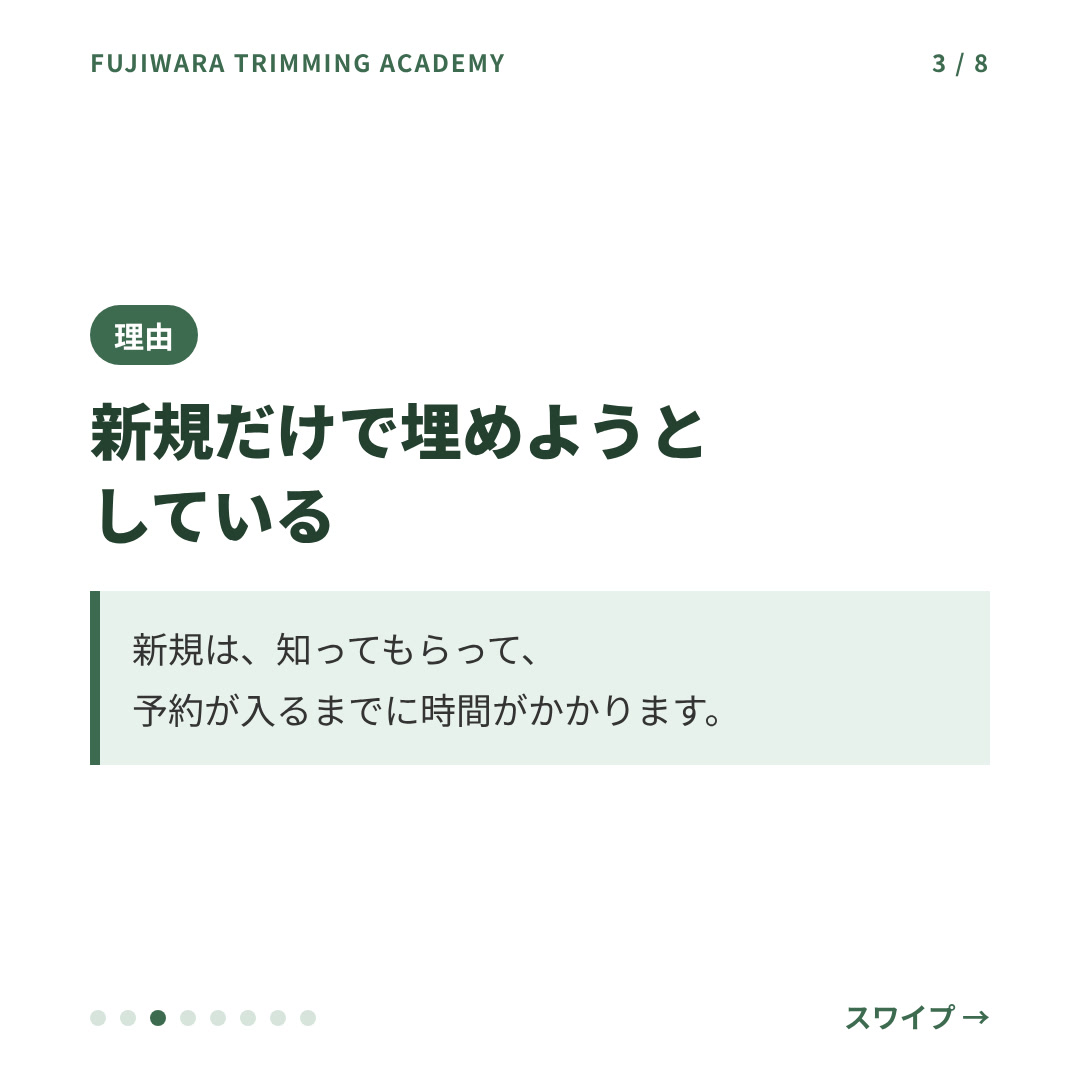 FUJIWARA TRIMMING ACADEMY
3 / 8
理由
新規だけで埋めようと
している
新規は、知ってもらって、
予約が入るまでに時間がかかります。
スワイプ →